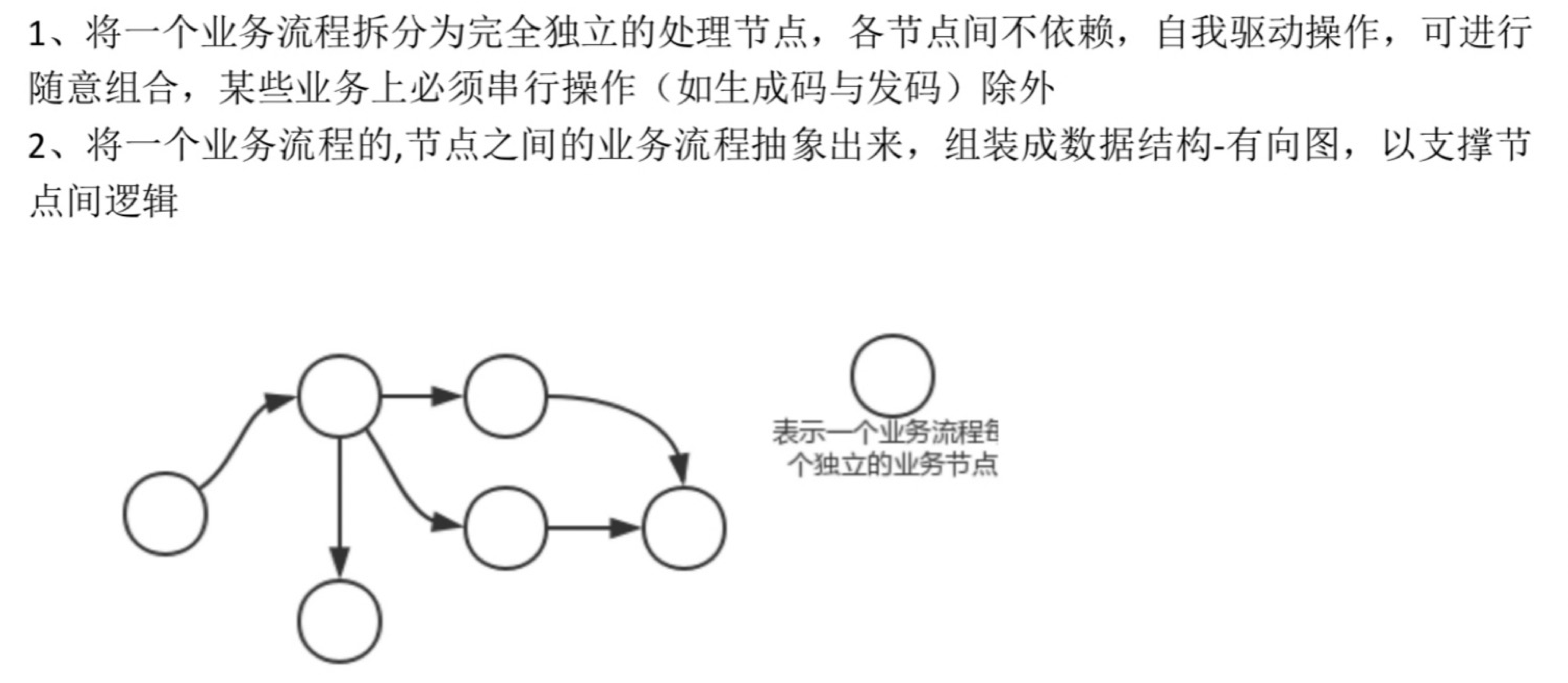 1、将一个业务流程拆分为完全独立的处理节点，各节点间不依赖，自我驱动操作，可进行
随意组合，某些业务上必须串行操作（如生成码与发码）除外
2、将一个业务流程的,节点之间的业务流程抽象出来，组装成数据结构-有向图，以支撑节
点间逻辑
表示一个业务流程每
个独立的业务节点